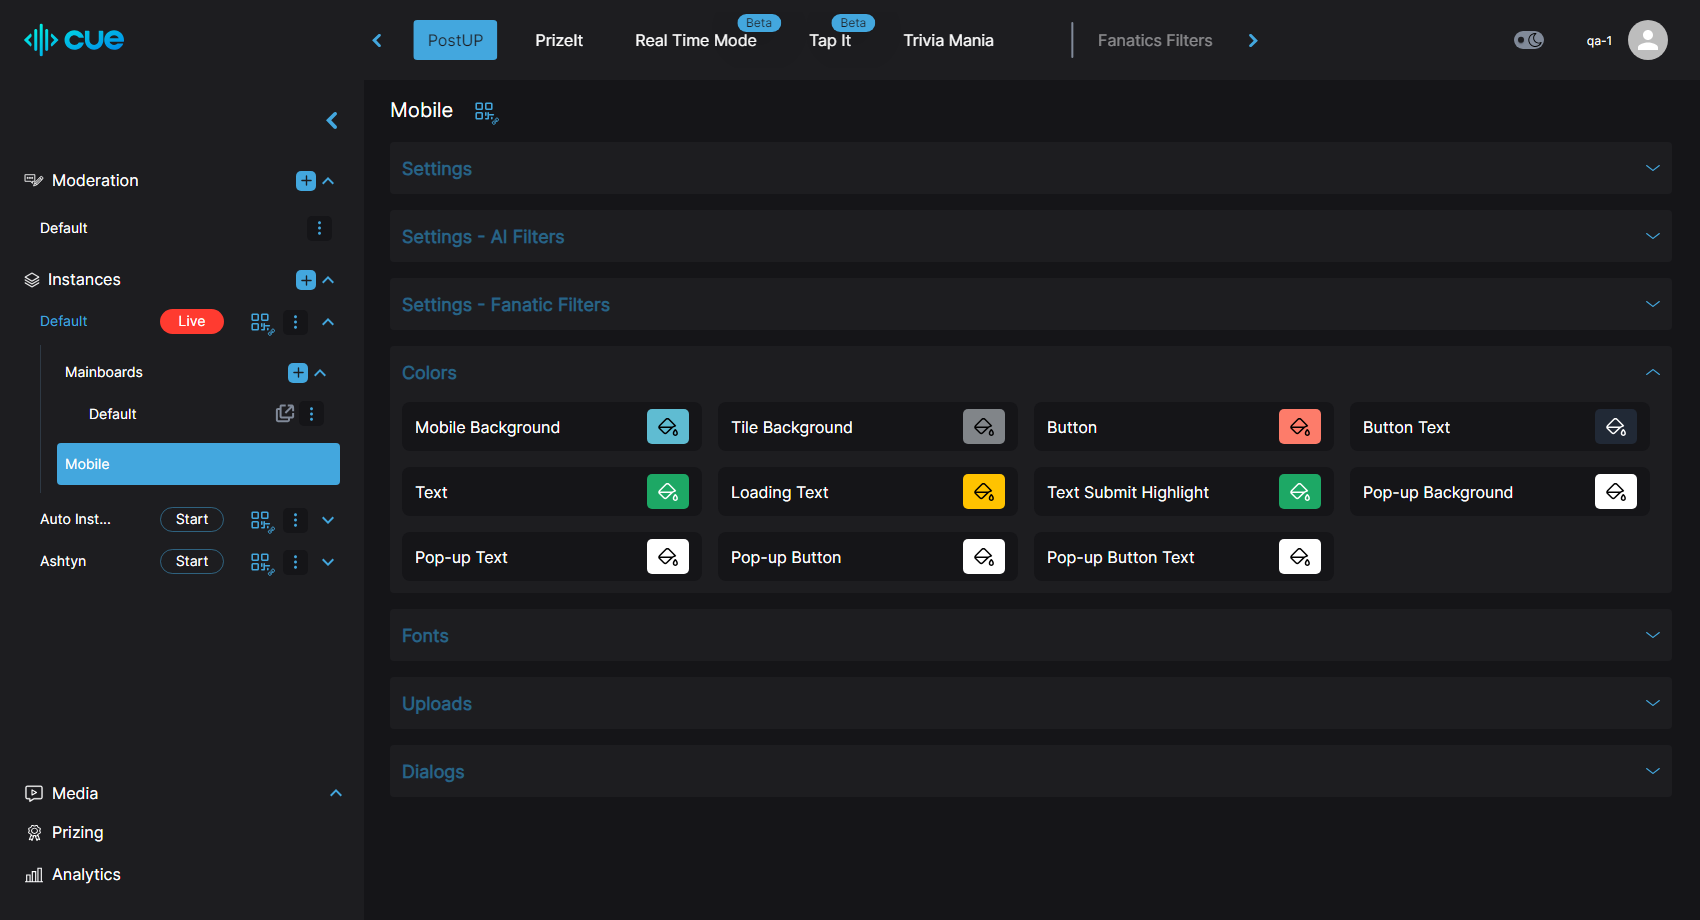 cue
PostUP
PrizeIt
Real Time Mode
Beta
Tap It
Beta
Trivia Mania
Fanatics Filters
qa-1
Moderation
Default
Instances
Default
Live
Mainboards
Default
Mobile
Auto Inst...
Start
Ashtyn
Start
Media
Prizing
Analytics
Mobile
Settings
Settings - AI Filters
Settings - Fanatic Filters
Colors
Mobile Background
Tile Background
Button
Button Text
Text
Loading Text
Text Submit Highlight
Pop-up Background
Pop-up Text
Pop-up Button
Pop-up Button Text
Fonts
Uploads
Dialogs